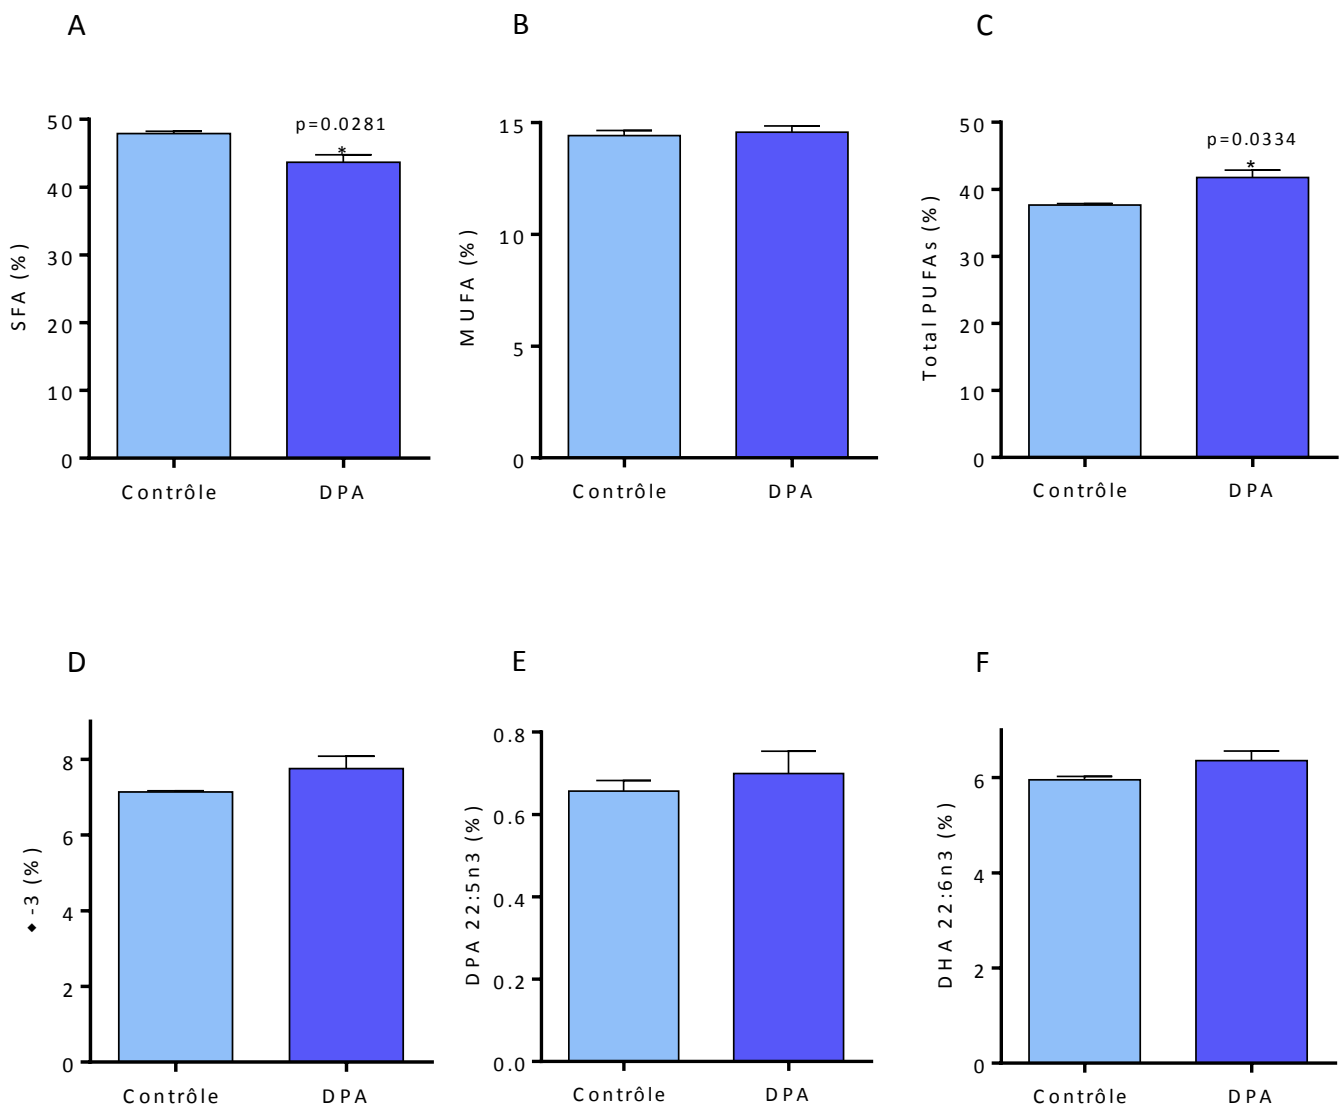 A
B
C
p=0.0281
*
50
40
30
20
10
0
SFA (%)
Contrôle
DPA
15
10
5
0
MUFA (%)
Contrôle
DPA
p=0.0334
*
50
40
30
20
10
0
Total PUFAs (%)
Contrôle
DPA
D
E
F
8
6
4
2
0
◆-3 (%)
Contrôle
DPA
0.8
0.6
0.4
0.2
0.0
DPA 22:5n3 (%)
Contrôle
DPA
6
4
2
0
DHA 22:6n3 (%)
Contrôle
DPA